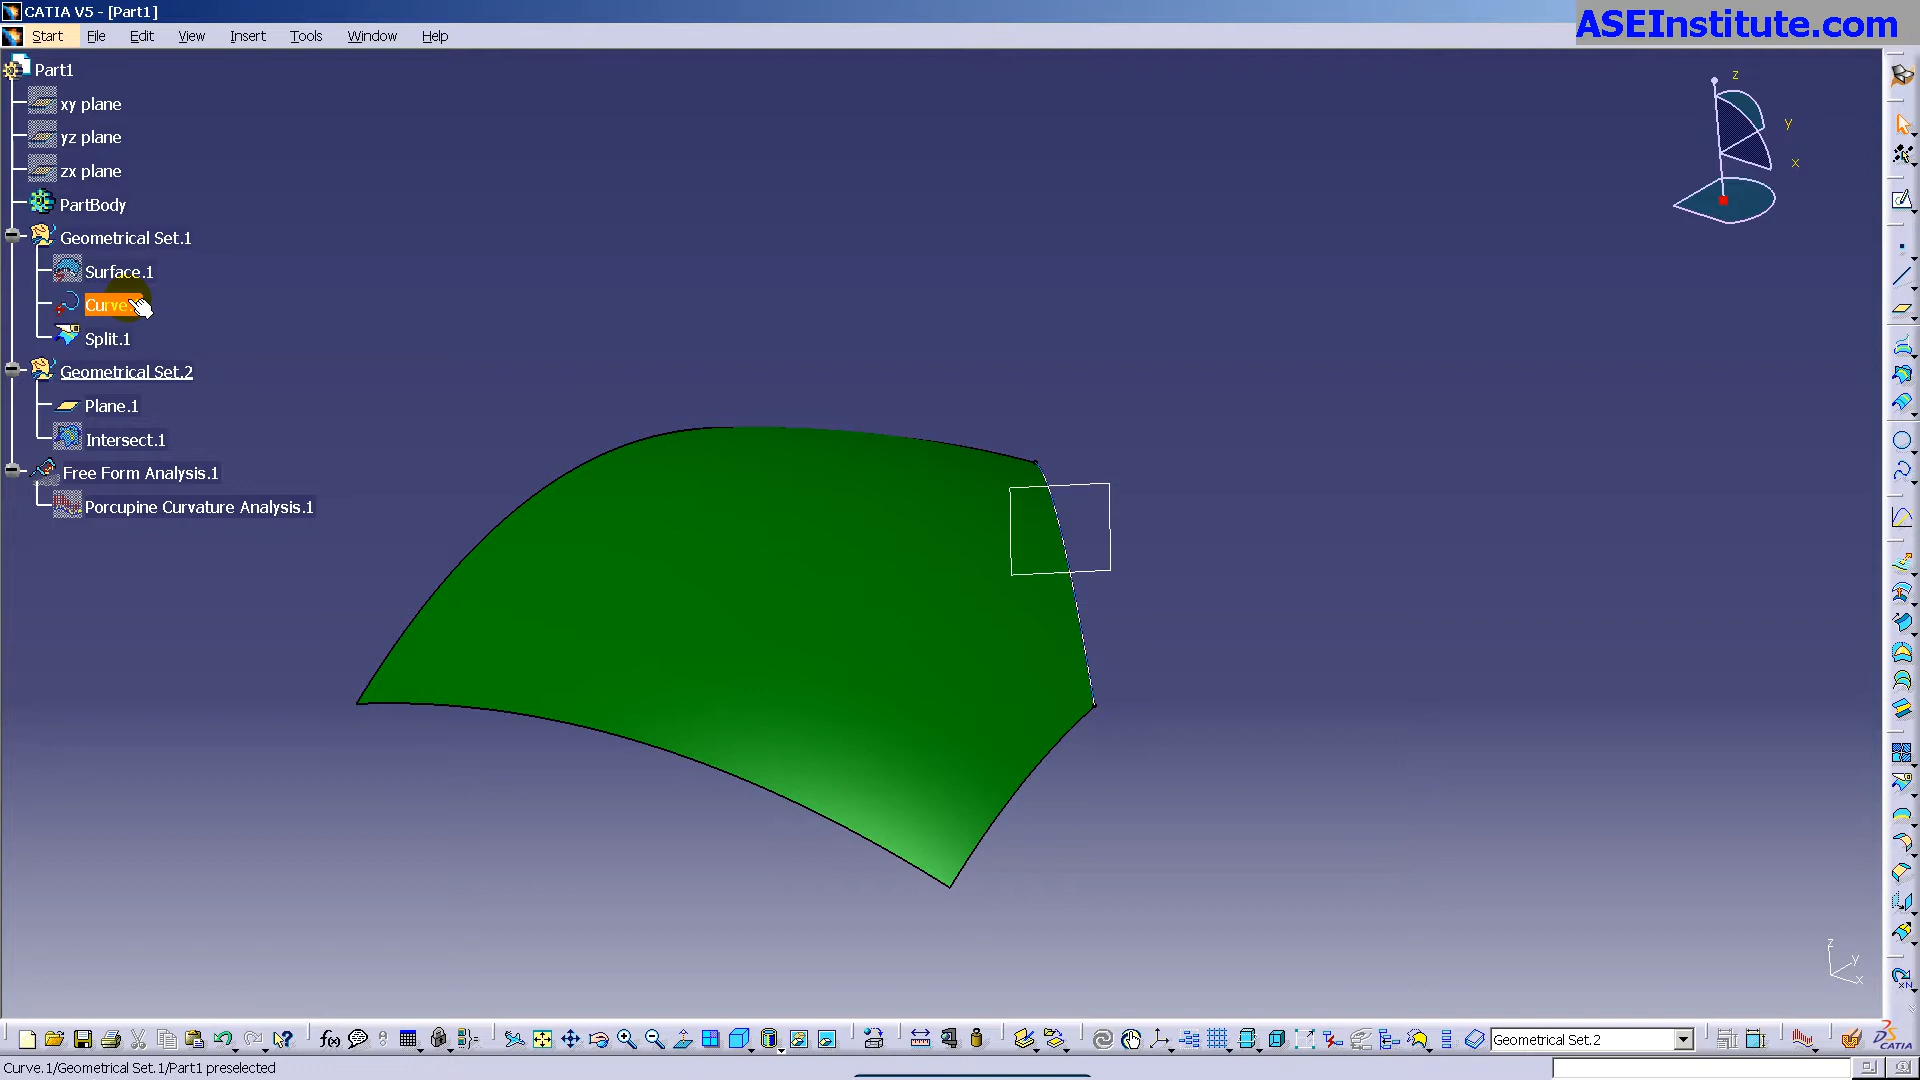 CATIA V5 - [Part1]
ASEInstitute.com
Start File Edit View Insert Tools Window Help
Part1
xy plane
yz plane
zx plane
PartBody
Geometrical Set.1
Surface.1
Curve.
Split.1
Geometrical Set.2
Plane.1
Intersect.1
Free Form Analysis.1
Porcupine Curvature Analysis.1
z
y
x
z
y
x
f(x)
Geometrical Set.2
CATIA
Curve.1/Geometrical Set.1/Part1 preselected